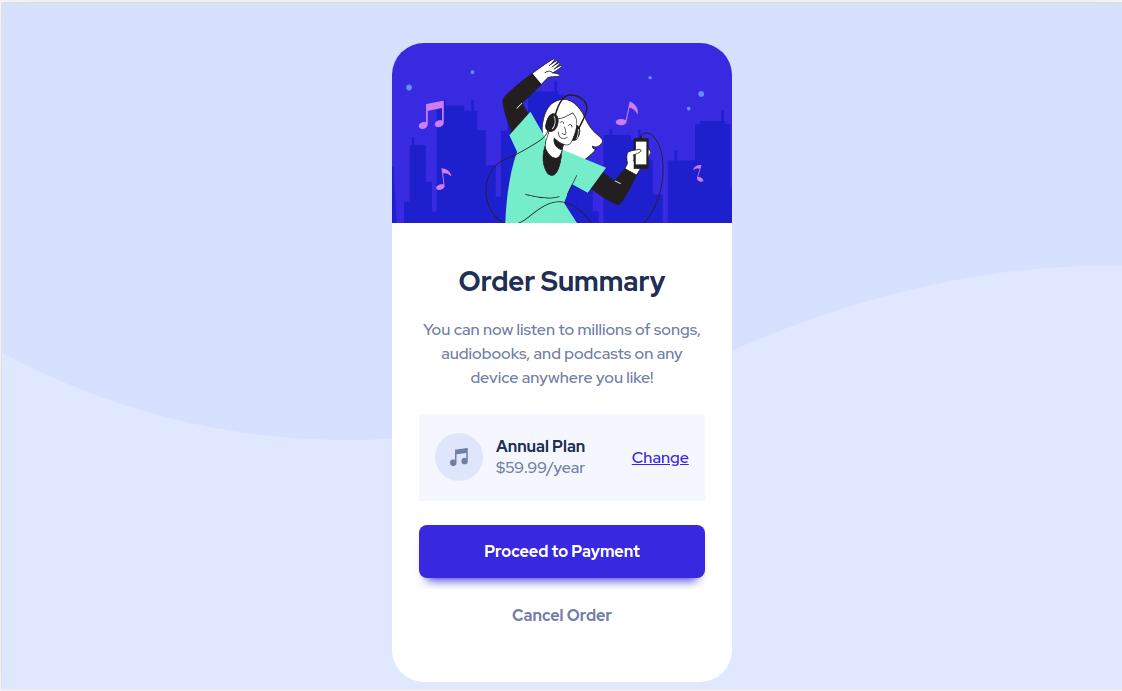 Order Summary
You can now listen to millions of songs,
audiobooks, and podcasts on any
device anywhere you like!
Annual Plan
$59.99/year
Change
Proceed to Payment
Cancel Order